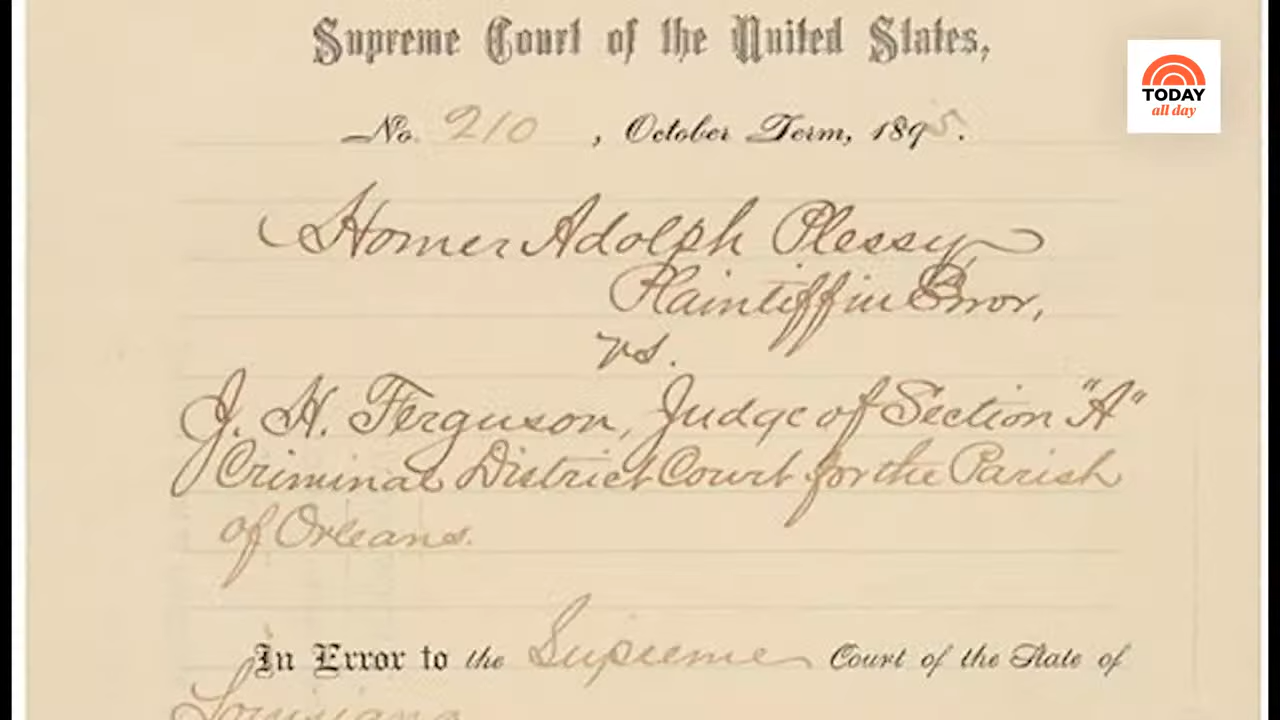 Supreme Court of the United States,
No. 210, October Term, 1895.
Homer Adolph Plessy
Plaintiff in Error,
vs.
J. H. Ferguson, Judge of Section "A"
Criminal District Court for the Parish
of Orleans.
In Error to the Supreme Court of the State of
Louisiana
TODAY
all day